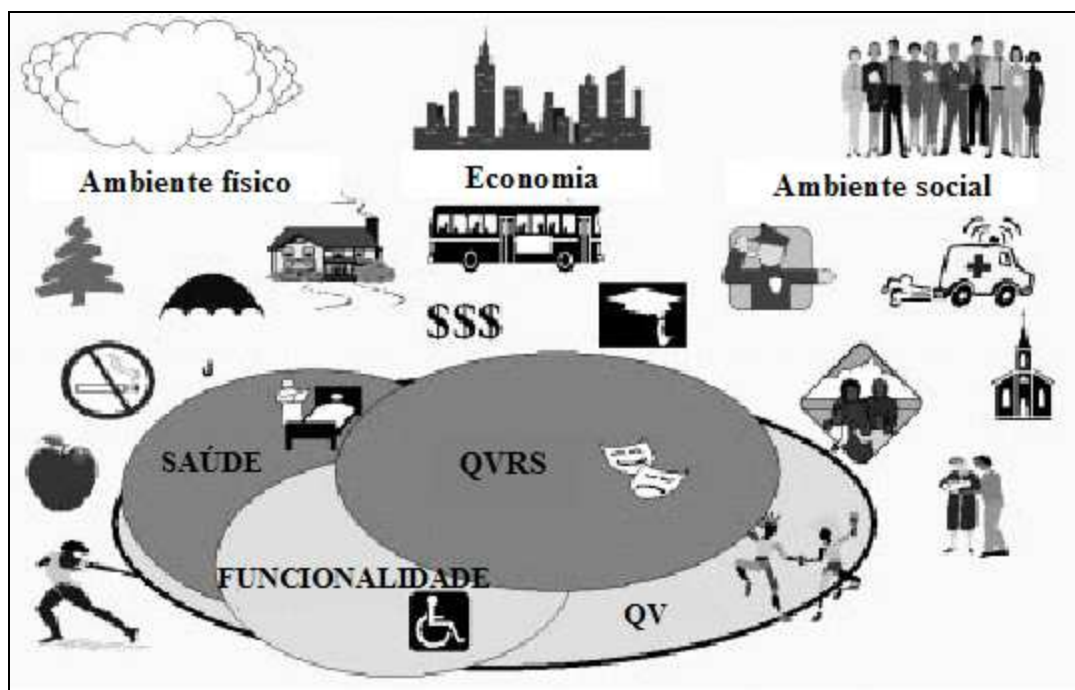 Ambiente físico
Economia
Ambiente social
$$$
SAÚDE
QVRS
FUNCIONALIDADE
QV